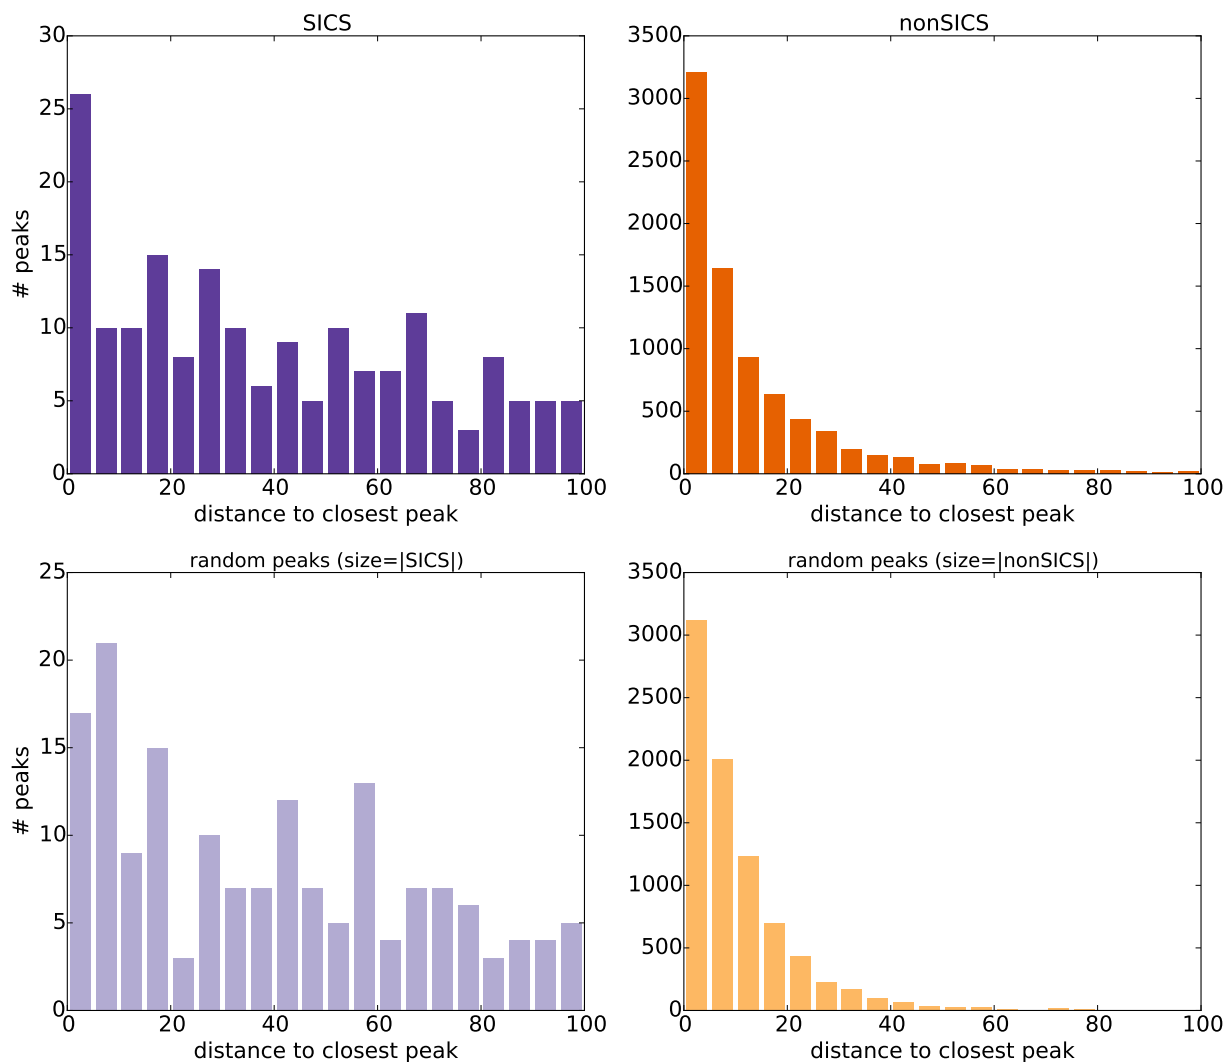 SICS
30
25
20
15
10
5
0
# peaks
0 20 40 60 80 100
distance to closest peak
nonSICS
3500
3000
2500
2000
1500
1000
500
0
0 20 40 60 80 100
distance to closest peak
random peaks (size=|SICS|)
25
20
15
10
5
0
# peaks
0 20 40 60 80 100
distance to closest peak
random peaks (size=|nonSICS|)
3500
3000
2500
2000
1500
1000
500
0
0 20 40 60 80 100
distance to closest peak